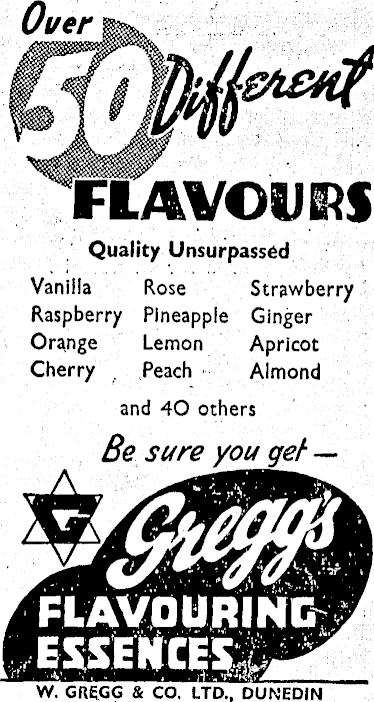 Over
50 Different
FLAVOURS
Quality Unsurpassed
Vanilla Rose Strawberry
Raspberry Pineapple Ginger
Orange Lemon Apricot
Cherry Peach Almond
and 40 others
Be sure you get —
G
Gregg's
FLAVOURING
ESSENCES
W. GREGG & CO. LTD., DUNEDIN